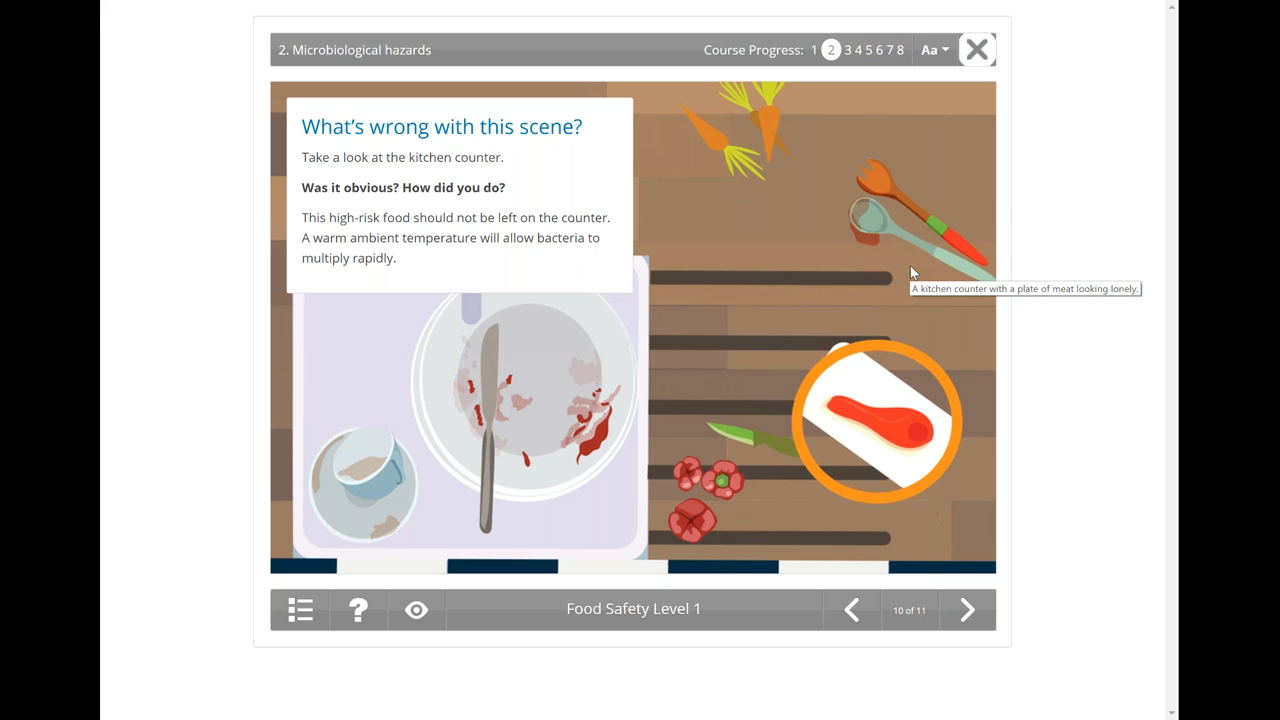 2. Microbiological hazards
Course Progress: 1 2 3 4 5 6 7 8
Aa
What's wrong with this scene?
Take a look at the kitchen counter.
Was it obvious? How did you do?
This high-risk food should not be left on the counter.
A warm ambient temperature will allow bacteria to
multiply rapidly.
A kitchen counter with a plate of meat looking lonely.
?
Food Safety Level 1
10 of 11